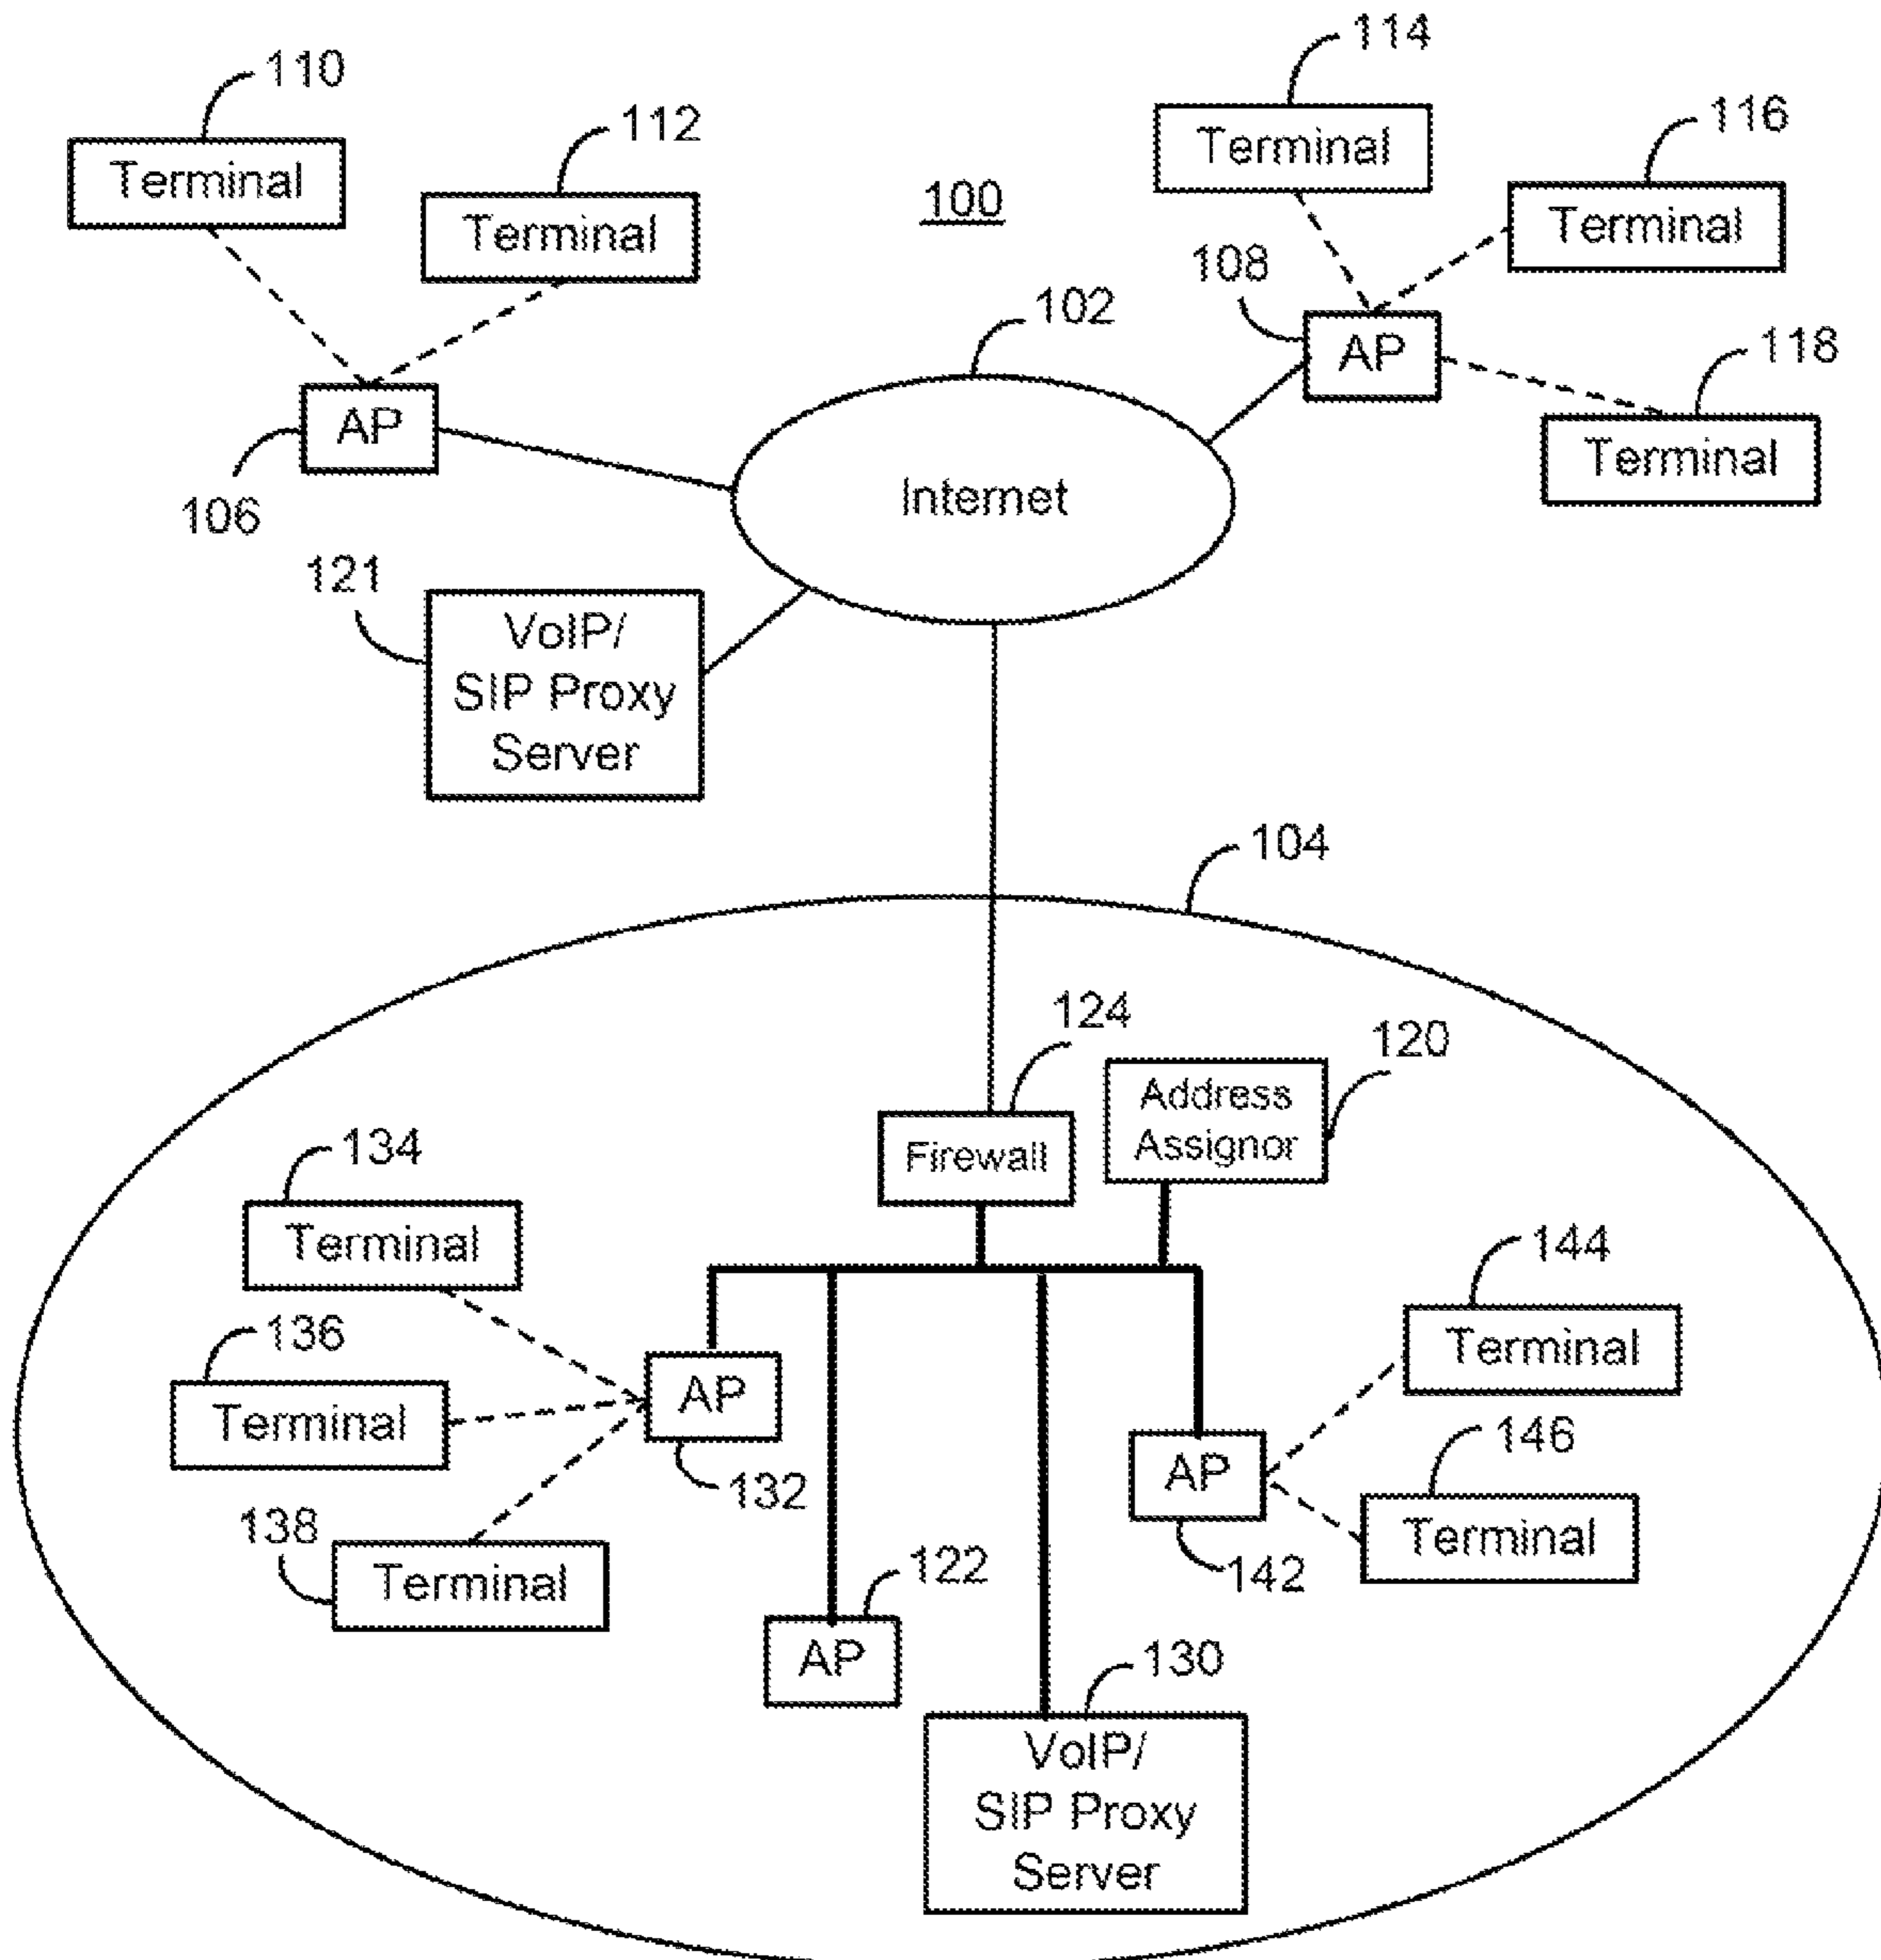 110
Terminal
112
Terminal
100
114
Terminal
116
Terminal
108
AP
118
Terminal
102
Internet
AP
106
121
VoIP/
SIP Proxy
Server
104
124
Firewall
120
Address
Assignor
134
Terminal
136
Terminal
138
Terminal
AP
132
122
AP
130
VoIP/
SIP Proxy
Server
AP
142
144
Terminal
146
Terminal